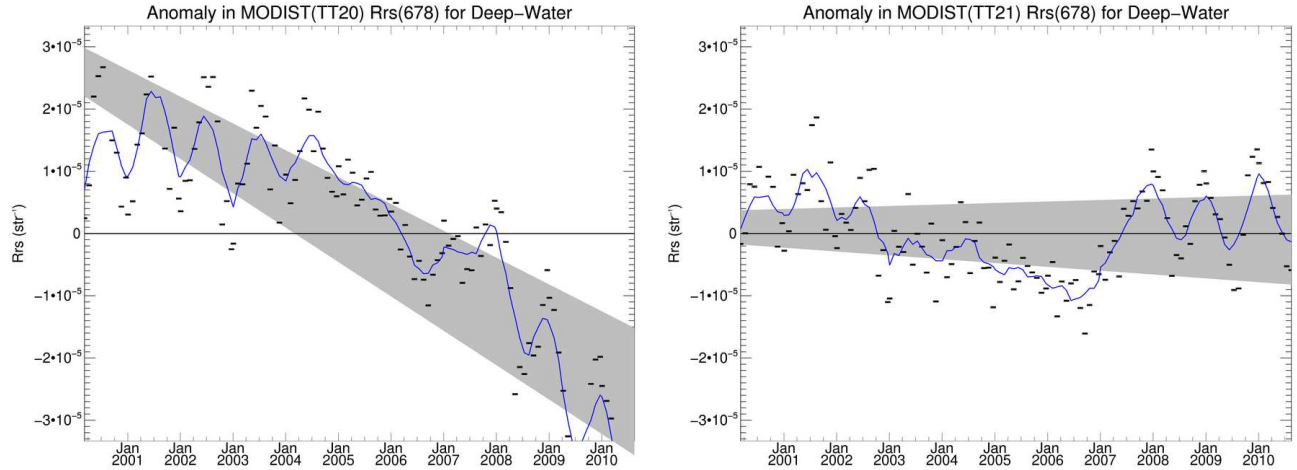 Anomaly in MODIST(TT20) Rrs(678) for Deep−Water
Rrs (str⁻¹)
3•10⁻⁵
2•10⁻⁵
1•10⁻⁵
0
−1•10⁻⁵
−2•10⁻⁵
−3•10⁻⁵
Jan Jan Jan Jan Jan Jan Jan Jan Jan Jan
2001 2002 2003 2004 2005 2006 2007 2008 2009 2010
Anomaly in MODIST(TT21) Rrs(678) for Deep−Water
Rrs (str⁻¹)
3•10⁻⁵
2•10⁻⁵
1•10⁻⁵
0
−1•10⁻⁵
−2•10⁻⁵
−3•10⁻⁵
Jan Jan Jan Jan Jan Jan Jan Jan Jan Jan
2001 2002 2003 2004 2005 2006 2007 2008 2009 2010